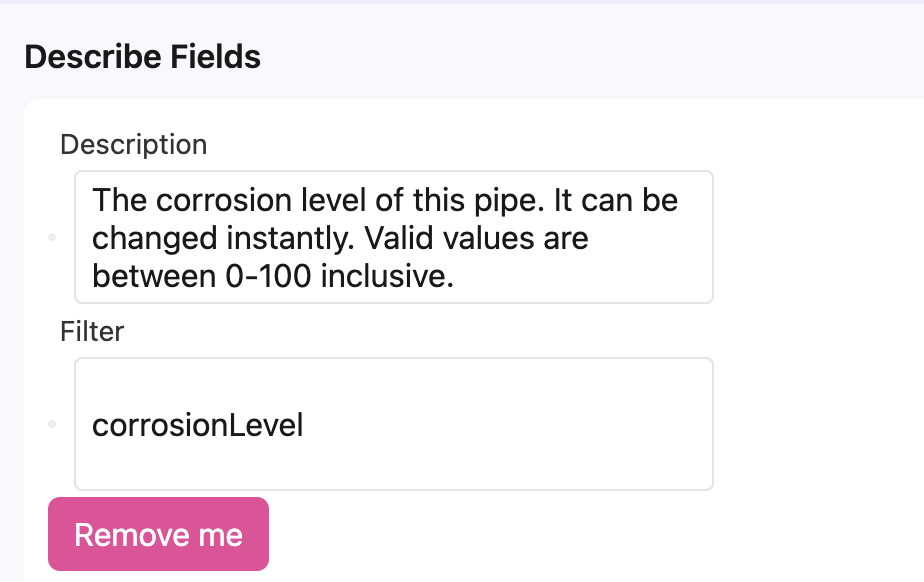 Describe Fields
Description
The corrosion level of this pipe. It can be
changed instantly. Valid values are
between 0-100 inclusive.
Filter
corrosionLevel
Remove me